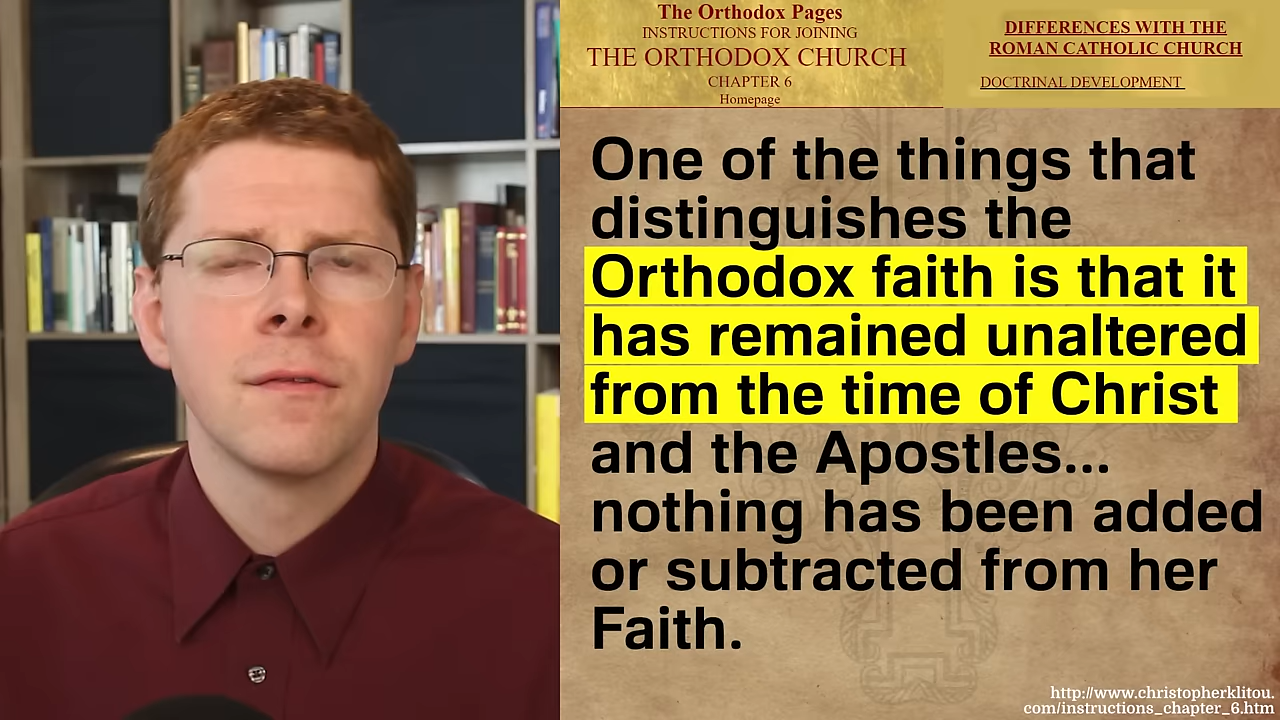 The Orthodox Pages
INSTRUCTIONS FOR JOINING
THE ORTHODOX CHURCH
CHAPTER 6
Homepage
DIFFERENCES WITH THE
ROMAN CATHOLIC CHURCH
DOCTRINAL DEVELOPMENT
One of the things that
distinguishes the
Orthodox faith is that it
has remained unaltered
from the time of Christ
and the Apostles...
nothing has been added
or subtracted from her
Faith.
http://www.christopherklitou.
com/instructions_chapter_6.htm